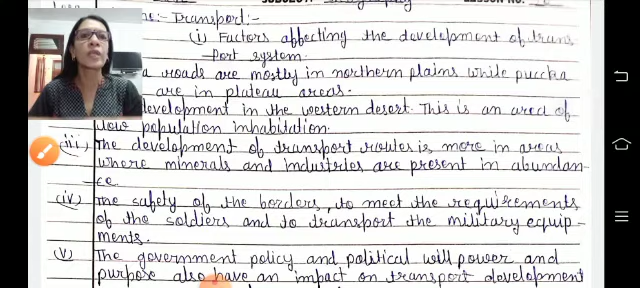 LESSON NO.
:- Transport:-
(i) Factors affecting the development of trans
port system.
a roads are mostly in northern plains while puccha
are in plateau areas.
development in the western desert. This is an area of
low population inhabitation.
(iii) The development of transport routes is more in areas
where minerals and industries are present in abundan-
ce
(iv) The safety of the borders, to meet the requirements
of the soldiers and to transport the military equip-
ments.
(v) The government policy and political will power and
purpose also have an impact on transport development